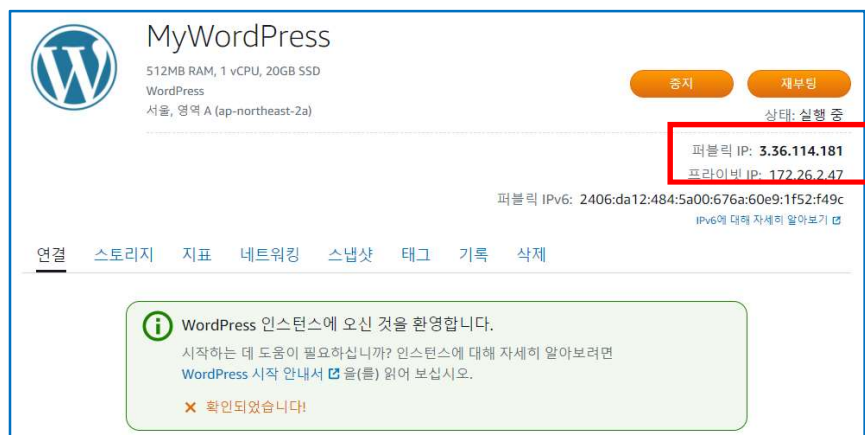 MyWordPress
512MB RAM, 1 vCPU, 20GB SSD
WordPress
서울, 영역 A (ap-northeast-2a)
중지
재부팅
상태: 실행 중
퍼블릭 IP: 3.36.114.181
프라이빗 IP: 172.26.2.47
퍼블릭 IPv6: 2406:da12:484:5a00:676a:60e9:1f52:f49c
IPv6에 대해 자세히 알아보기
연결 스토리지 지표 네트워킹 스냅샷 태그 기록 삭제
WordPress 인스턴스에 오신 것을 환영합니다.
시작하는 데 도움이 필요하십니까? 인스턴스에 대해 자세히 알아보려면
WordPress 시작 안내서 을(를) 읽어 보십시오.
확인되었습니다!